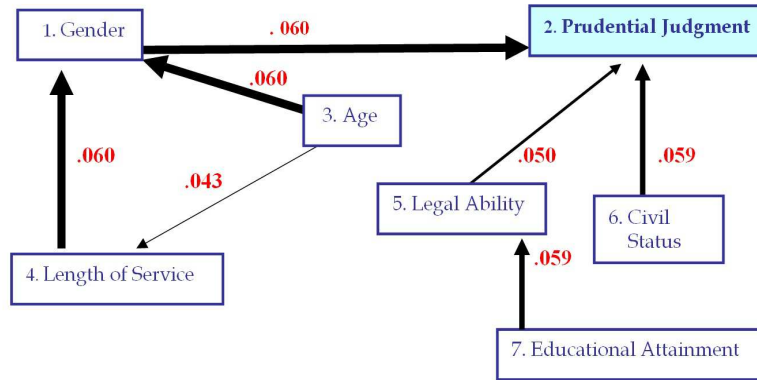 1. Gender
. 060
2. Prudential Judgment
.060
3. Age
.060
.043
.050
.059
5. Legal Ability
6. Civil
Status
4. Length of Service
.059
7. Educational Attainment